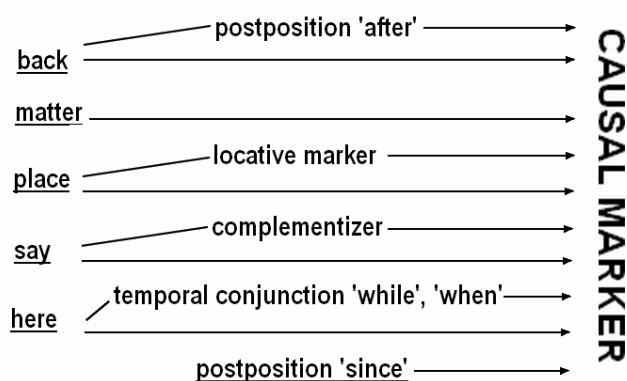 postposition 'after'
back
matter
locative marker
place
complementizer
say
temporal conjunction 'while', 'when'
here
postposition 'since'
CAUSAL MARKER